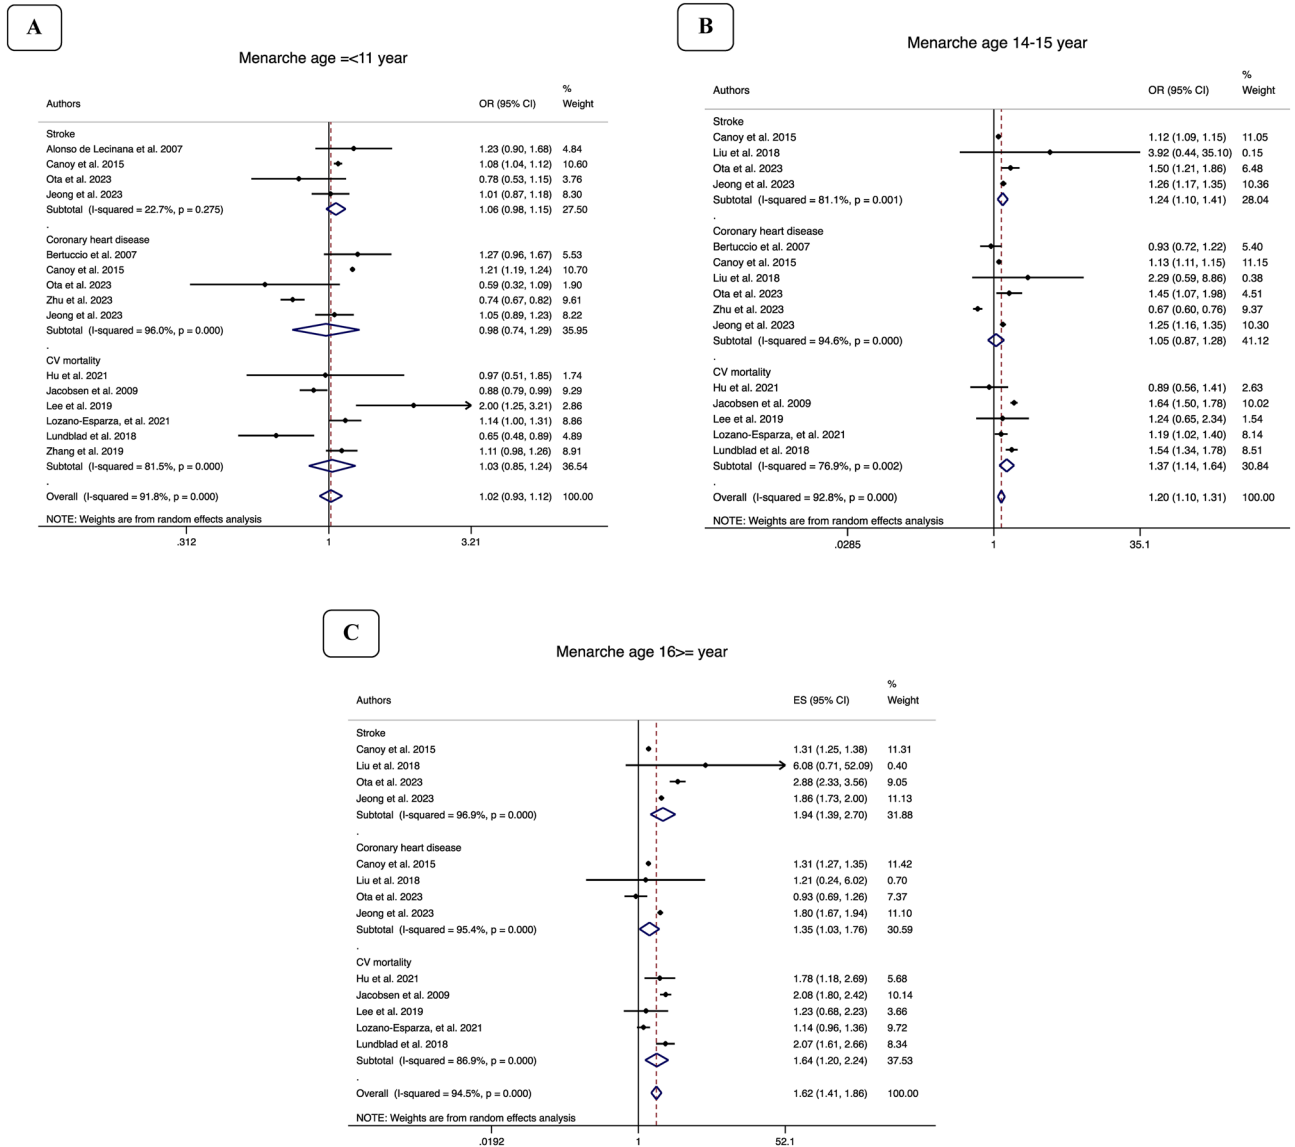 A
Menarche age =<11 year
%
Authors OR (95% CI) Weight
Stroke
Alonso de Lecinana et al. 2007 1.23 (0.90, 1.68) 4.84
Canoy et al. 2015 1.08 (1.04, 1.12) 10.60
Ota et al. 2023 0.78 (0.53, 1.15) 3.76
Jeong et al. 2023 1.01 (0.87, 1.18) 8.30
Subtotal (I-squared = 22.7%, p = 0.275) 1.06 (0.98, 1.15) 27.50
.
Coronary heart disease
Bertuccio et al. 2007 1.27 (0.96, 1.67) 5.53
Canoy et al. 2015 1.21 (1.19, 1.24) 10.70
Ota et al. 2023 0.59 (0.32, 1.09) 1.90
Zhu et al. 2023 0.74 (0.67, 0.82) 9.61
Jeong et al. 2023 1.05 (0.89, 1.23) 8.22
Subtotal (I-squared = 96.0%, p = 0.000) 0.98 (0.74, 1.29) 35.95
.
CV mortality
Hu et al. 2021 0.97 (0.51, 1.85) 1.74
Jacobsen et al. 2009 0.88 (0.79, 0.99) 9.29
Lee et al. 2019 2.00 (1.25, 3.21) 2.86
Lozano-Esparza, et al. 2021 1.14 (1.00, 1.31) 8.86
Lundblad et al. 2018 0.65 (0.48, 0.89) 4.89
Zhang et al. 2019 1.11 (0.98, 1.26) 8.91
Subtotal (I-squared = 81.5%, p = 0.000) 1.03 (0.85, 1.24) 36.54
.
Overall (I-squared = 91.8%, p = 0.000) 1.02 (0.93, 1.12) 100.00
NOTE: Weights are from random effects analysis
.312 1 3.21
B
Menarche age 14-15 year
%
Authors OR (95% CI) Weight
Stroke
Canoy et al. 2015 1.12 (1.09, 1.15) 11.05
Liu et al. 2018 3.92 (0.44, 35.10) 0.15
Ota et al. 2023 1.50 (1.21, 1.86) 6.48
Jeong et al. 2023 1.26 (1.17, 1.35) 10.36
Subtotal (I-squared = 81.1%, p = 0.001) 1.24 (1.10, 1.41) 28.04
.
Coronary heart disease
Bertuccio et al. 2007 0.93 (0.72, 1.22) 5.40
Canoy et al. 2015 1.13 (1.11, 1.15) 11.15
Liu et al. 2018 2.29 (0.59, 8.86) 0.38
Ota et al. 2023 1.45 (1.07, 1.98) 4.51
Zhu et al. 2023 0.67 (0.60, 0.76) 9.37
Jeong et al. 2023 1.25 (1.16, 1.35) 10.30
Subtotal (I-squared = 94.6%, p = 0.000) 1.05 (0.87, 1.28) 41.12
.
CV mortality
Hu et al. 2021 0.89 (0.56, 1.41) 2.63
Jacobsen et al. 2009 1.64 (1.50, 1.78) 10.02
Lee et al. 2019 1.24 (0.65, 2.34) 1.54
Lozano-Esparza, et al. 2021 1.19 (1.02, 1.40) 8.14
Lundblad et al. 2018 1.54 (1.34, 1.78) 8.51
Subtotal (I-squared = 76.9%, p = 0.002) 1.37 (1.14, 1.64) 30.84
.
Overall (I-squared = 92.8%, p = 0.000) 1.20 (1.10, 1.31) 100.00
NOTE: Weights are from random effects analysis
.0285 1 35.1
C
Menarche age 16>= year
%
Authors ES (95% CI) Weight
Stroke
Canoy et al. 2015 1.31 (1.25, 1.38) 11.31
Liu et al. 2018 6.08 (0.71, 52.09) 0.40
Ota et al. 2023 2.88 (2.33, 3.56) 9.05
Jeong et al. 2023 1.86 (1.73, 2.00) 11.13
Subtotal (I-squared = 96.9%, p = 0.000) 1.94 (1.39, 2.70) 31.88
.
Coronary heart disease
Canoy et al. 2015 1.31 (1.27, 1.35) 11.42
Liu et al. 2018 1.21 (0.24, 6.02) 0.70
Ota et al. 2023 0.93 (0.69, 1.26) 7.37
Jeong et al. 2023 1.80 (1.67, 1.94) 11.10
Subtotal (I-squared = 95.4%, p = 0.000) 1.35 (1.03, 1.76) 30.59
.
CV mortality
Hu et al. 2021 1.78 (1.18, 2.69) 5.68
Jacobsen et al. 2009 2.08 (1.80, 2.42) 10.14
Lee et al. 2019 1.23 (0.68, 2.23) 3.66
Lozano-Esparza, et al. 2021 1.14 (0.96, 1.36) 9.72
Lundblad et al. 2018 2.07 (1.61, 2.66) 8.34
Subtotal (I-squared = 86.9%, p = 0.000) 1.64 (1.20, 2.24) 37.53
.
Overall (I-squared = 94.5%, p = 0.000) 1.62 (1.41, 1.86) 100.00
NOTE: Weights are from random effects analysis
.0192 1 52.1